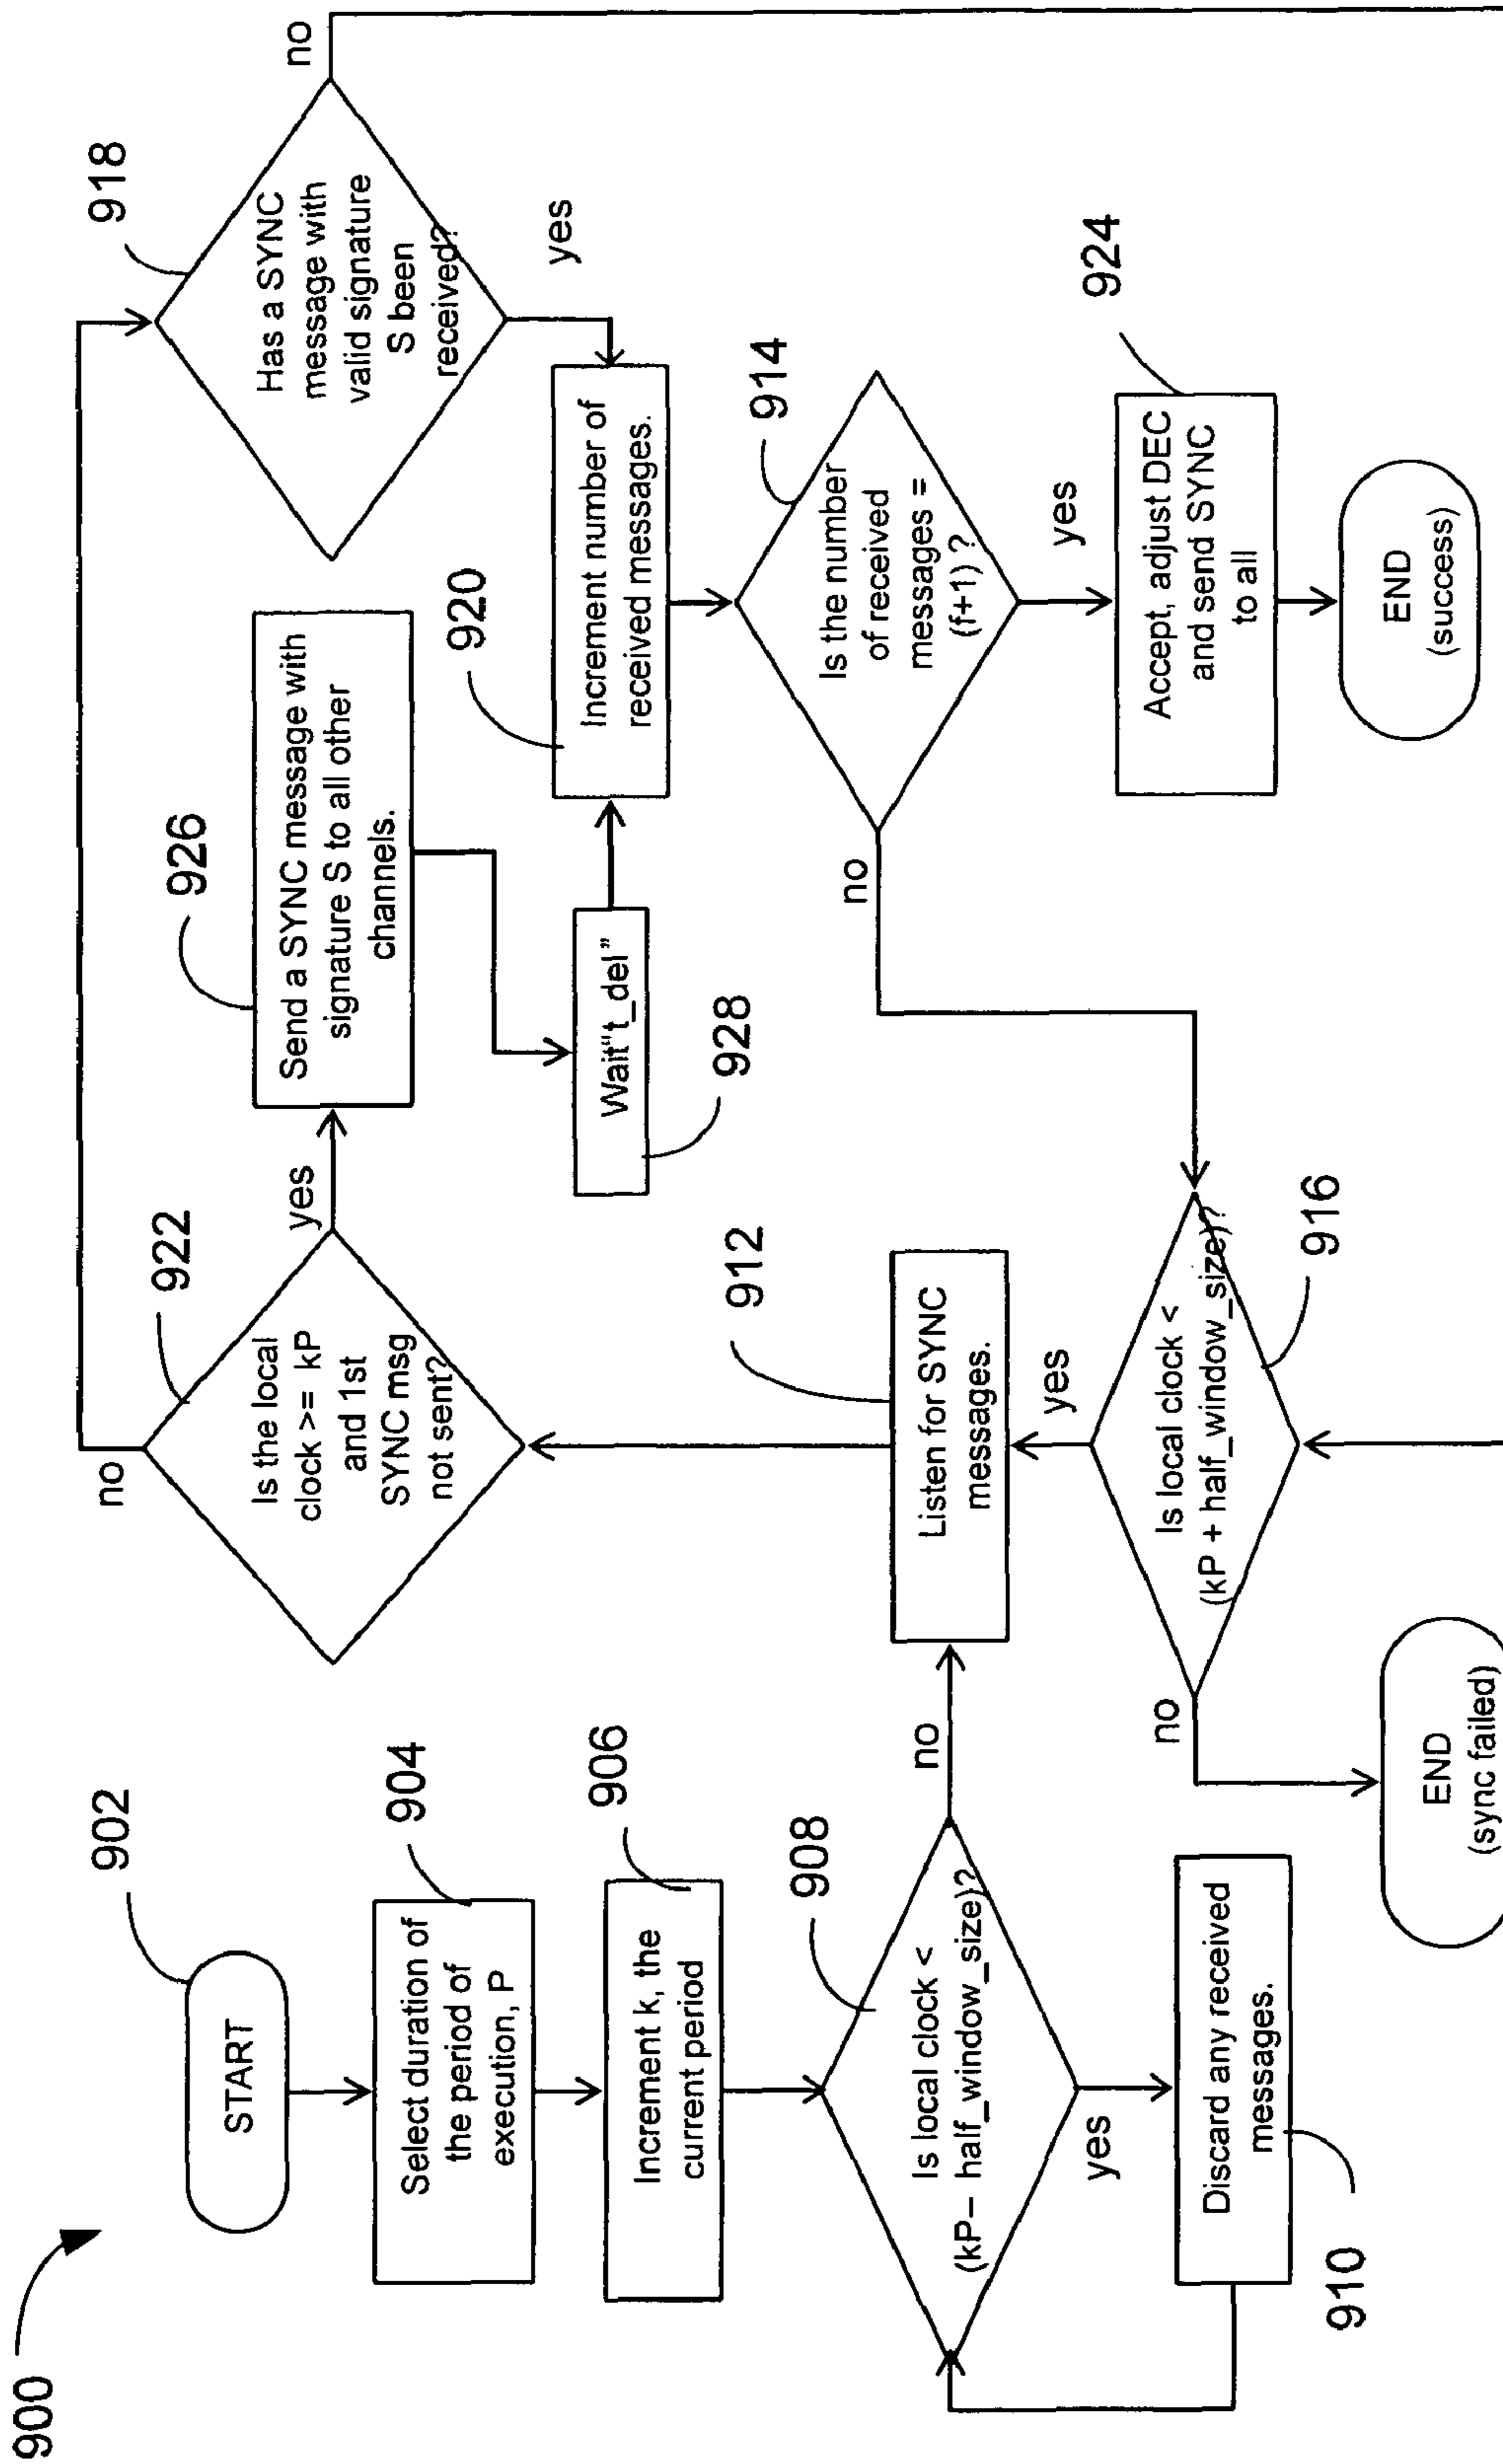 900
902
START
904
Select duration of
the period of
execution, P
906
Increment k, the
current period
908
Is local clock <
(kP– half_window_size)?
no
yes
Discard any received
messages.
910
912
Listen for SYNC
messages.
922
Is the local
clock >= kP
and 1st
SYNC msg
not sent?
no
yes
926
Send a SYNC message with
signature S to all other
channels.
Wait"t_del"
928
918
Has a SYNC
message with
valid signature
S been
received?
no
yes
920
Increment number of
received messages.
914
Is the number
of received
messages =
(f+1) ?
no
yes
924
Accept, adjust DEC
and send SYNC
to all
END
(success)
916
Is local clock <
(kP + half_window_size)?
yes
no
END
(sync failed)